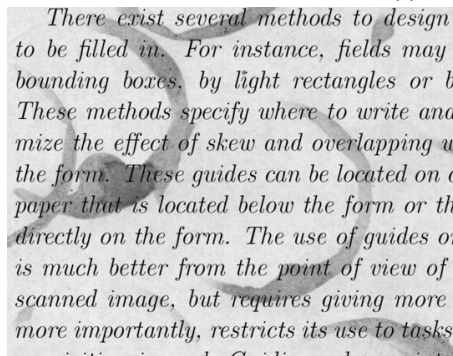 There exist several methods to design
to be filled in. For instance, fields may
bounding boxes, by light rectangles or b
These methods specify where to write and
mize the effect of skew and overlapping w
the form. These guides can be located on
paper that is located below the form or th
directly on the form. The use of guides o
is much better from the point of view of
scanned image, but requires giving more
more importantly, restricts its use to tasks